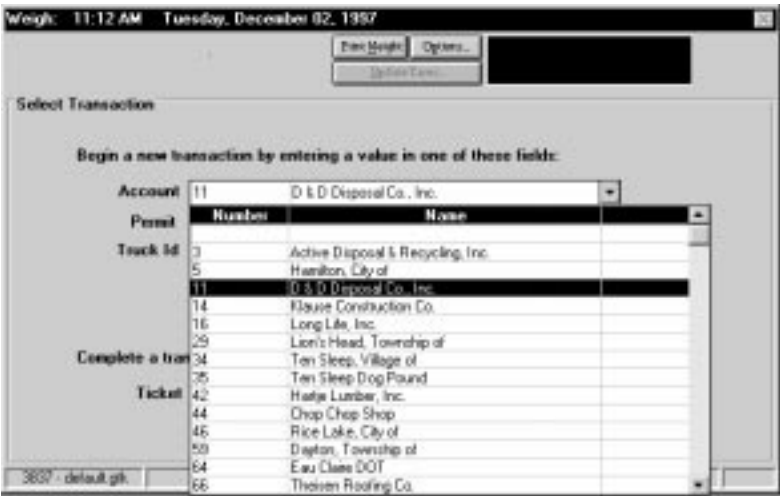 Weigh: 11:12 AM Tuesday, December 02, 1997
Print Weight Options...
Select Transaction
Begin a new transaction by entering a value in one of these fields:
Account 11 D & D Disposal Co., Inc.
Permit Number Name
Truck Id 3 Active Disposal & Recycling, Inc.
5 Hamilton, City of
11 D & D Disposal Co., Inc.
14 Klause Construction Co.
16 Long Life, Inc.
29 Lion's Head, Township of
Complete a tran 34 Ten Sleep, Village of
35 Ten Sleep Dog Pound
Ticket 42 Hartje Lumber, Inc.
44 Chop Chop Shop
46 Rice Lake, City of
59 Dayton, Township of
64 Eau Claire DOT
3837 - default.gtk 66 Theisen Roofing Co.